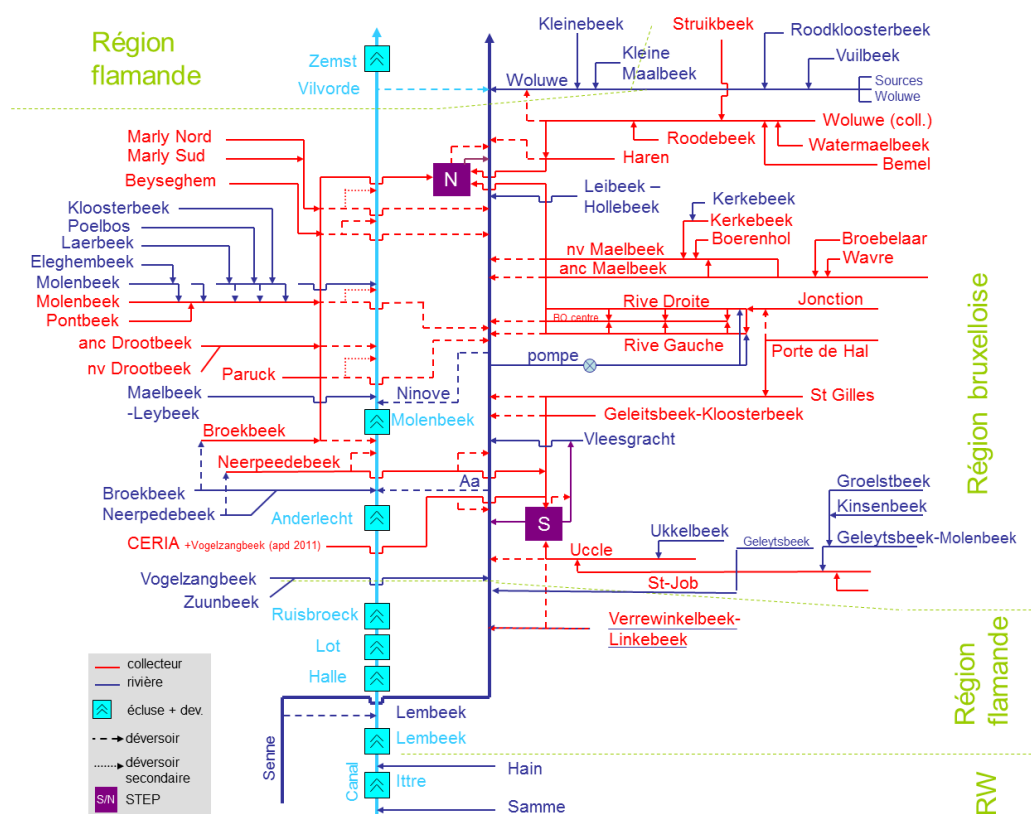 Région
flamande
Zemst
Vilvorde
Kleinebeek
Struikbeek
Roodkloosterbeek
Kleine
Maalbeek
Vuilbeek
Woluwe
Sources
Woluwe
Woluwe (coll.)
Roodebeek
Watermaelbeek
Bemel
Haren
Marly Nord
Marly Sud
Beyseghem
N
Leibeek –
Hollebeek
Kloosterbeek
Poelbos
Laerbeek
Eleghembeek
Molenbeek
Molenbeek
Pontbeek
Kerkebeek
Kerkebeek
Boerenhol
Broebelaar
Wavre
nv Maelbeek
anc Maelbeek
Rive Droite
Jonction
BO centre
Rive Gauche
Porte de Hal
pompe
anc Drootbeek
nv Drootbeek
Paruck
Maelbeek
-Leybeek
Ninove
Molenbeek
St Gilles
Geleitsbeek-Kloosterbeek
Région bruxelloise
Broekbeek
Neerpeedebeek
Vleesgracht
Aa
Broekbeek
Neerpedebeek
Anderlecht
S
Groelstbeek
Kinsenbeek
Geleytsbeek-Molenbeek
CERIA +Vogelzangbeek (apd 2011)
Ukkelbeek
Geleytsbeek
Uccle
St-Job
Vogelzangbeek
Zuunbeek
Ruisbroeck
Verrewinkelbeek-
Linkebeek
Lot
Halle
Région
flamande
collecteur
rivière
écluse + dev.
déversoir
déversoir
secondaire
S/N STEP
Senne
Lembeek
Lembeek
Canal
Hain
Ittre
Samme
RW